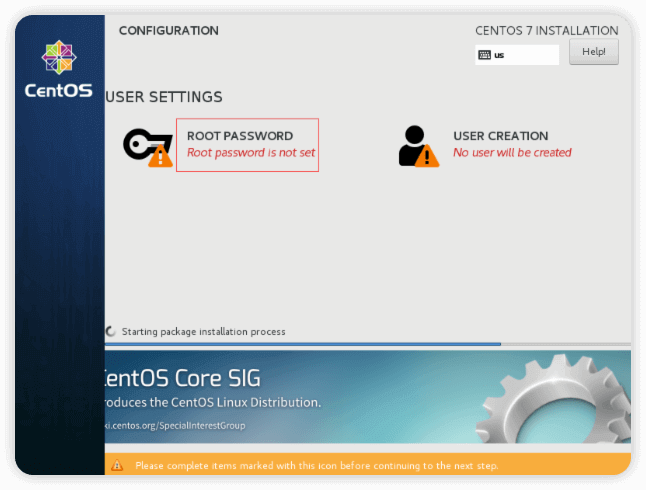 CONFIGURATION
CENTOS 7 INSTALLATION
us
Help!
CentOS
USER SETTINGS
ROOT PASSWORD
Root password is not set
USER CREATION
No user will be created
Starting package installation process
CentOS Core SIG
roduces the CentOS Linux Distribution.
ki.centos.org/SpecialInterestGroup
Please complete items marked with this icon before continuing to the next step.